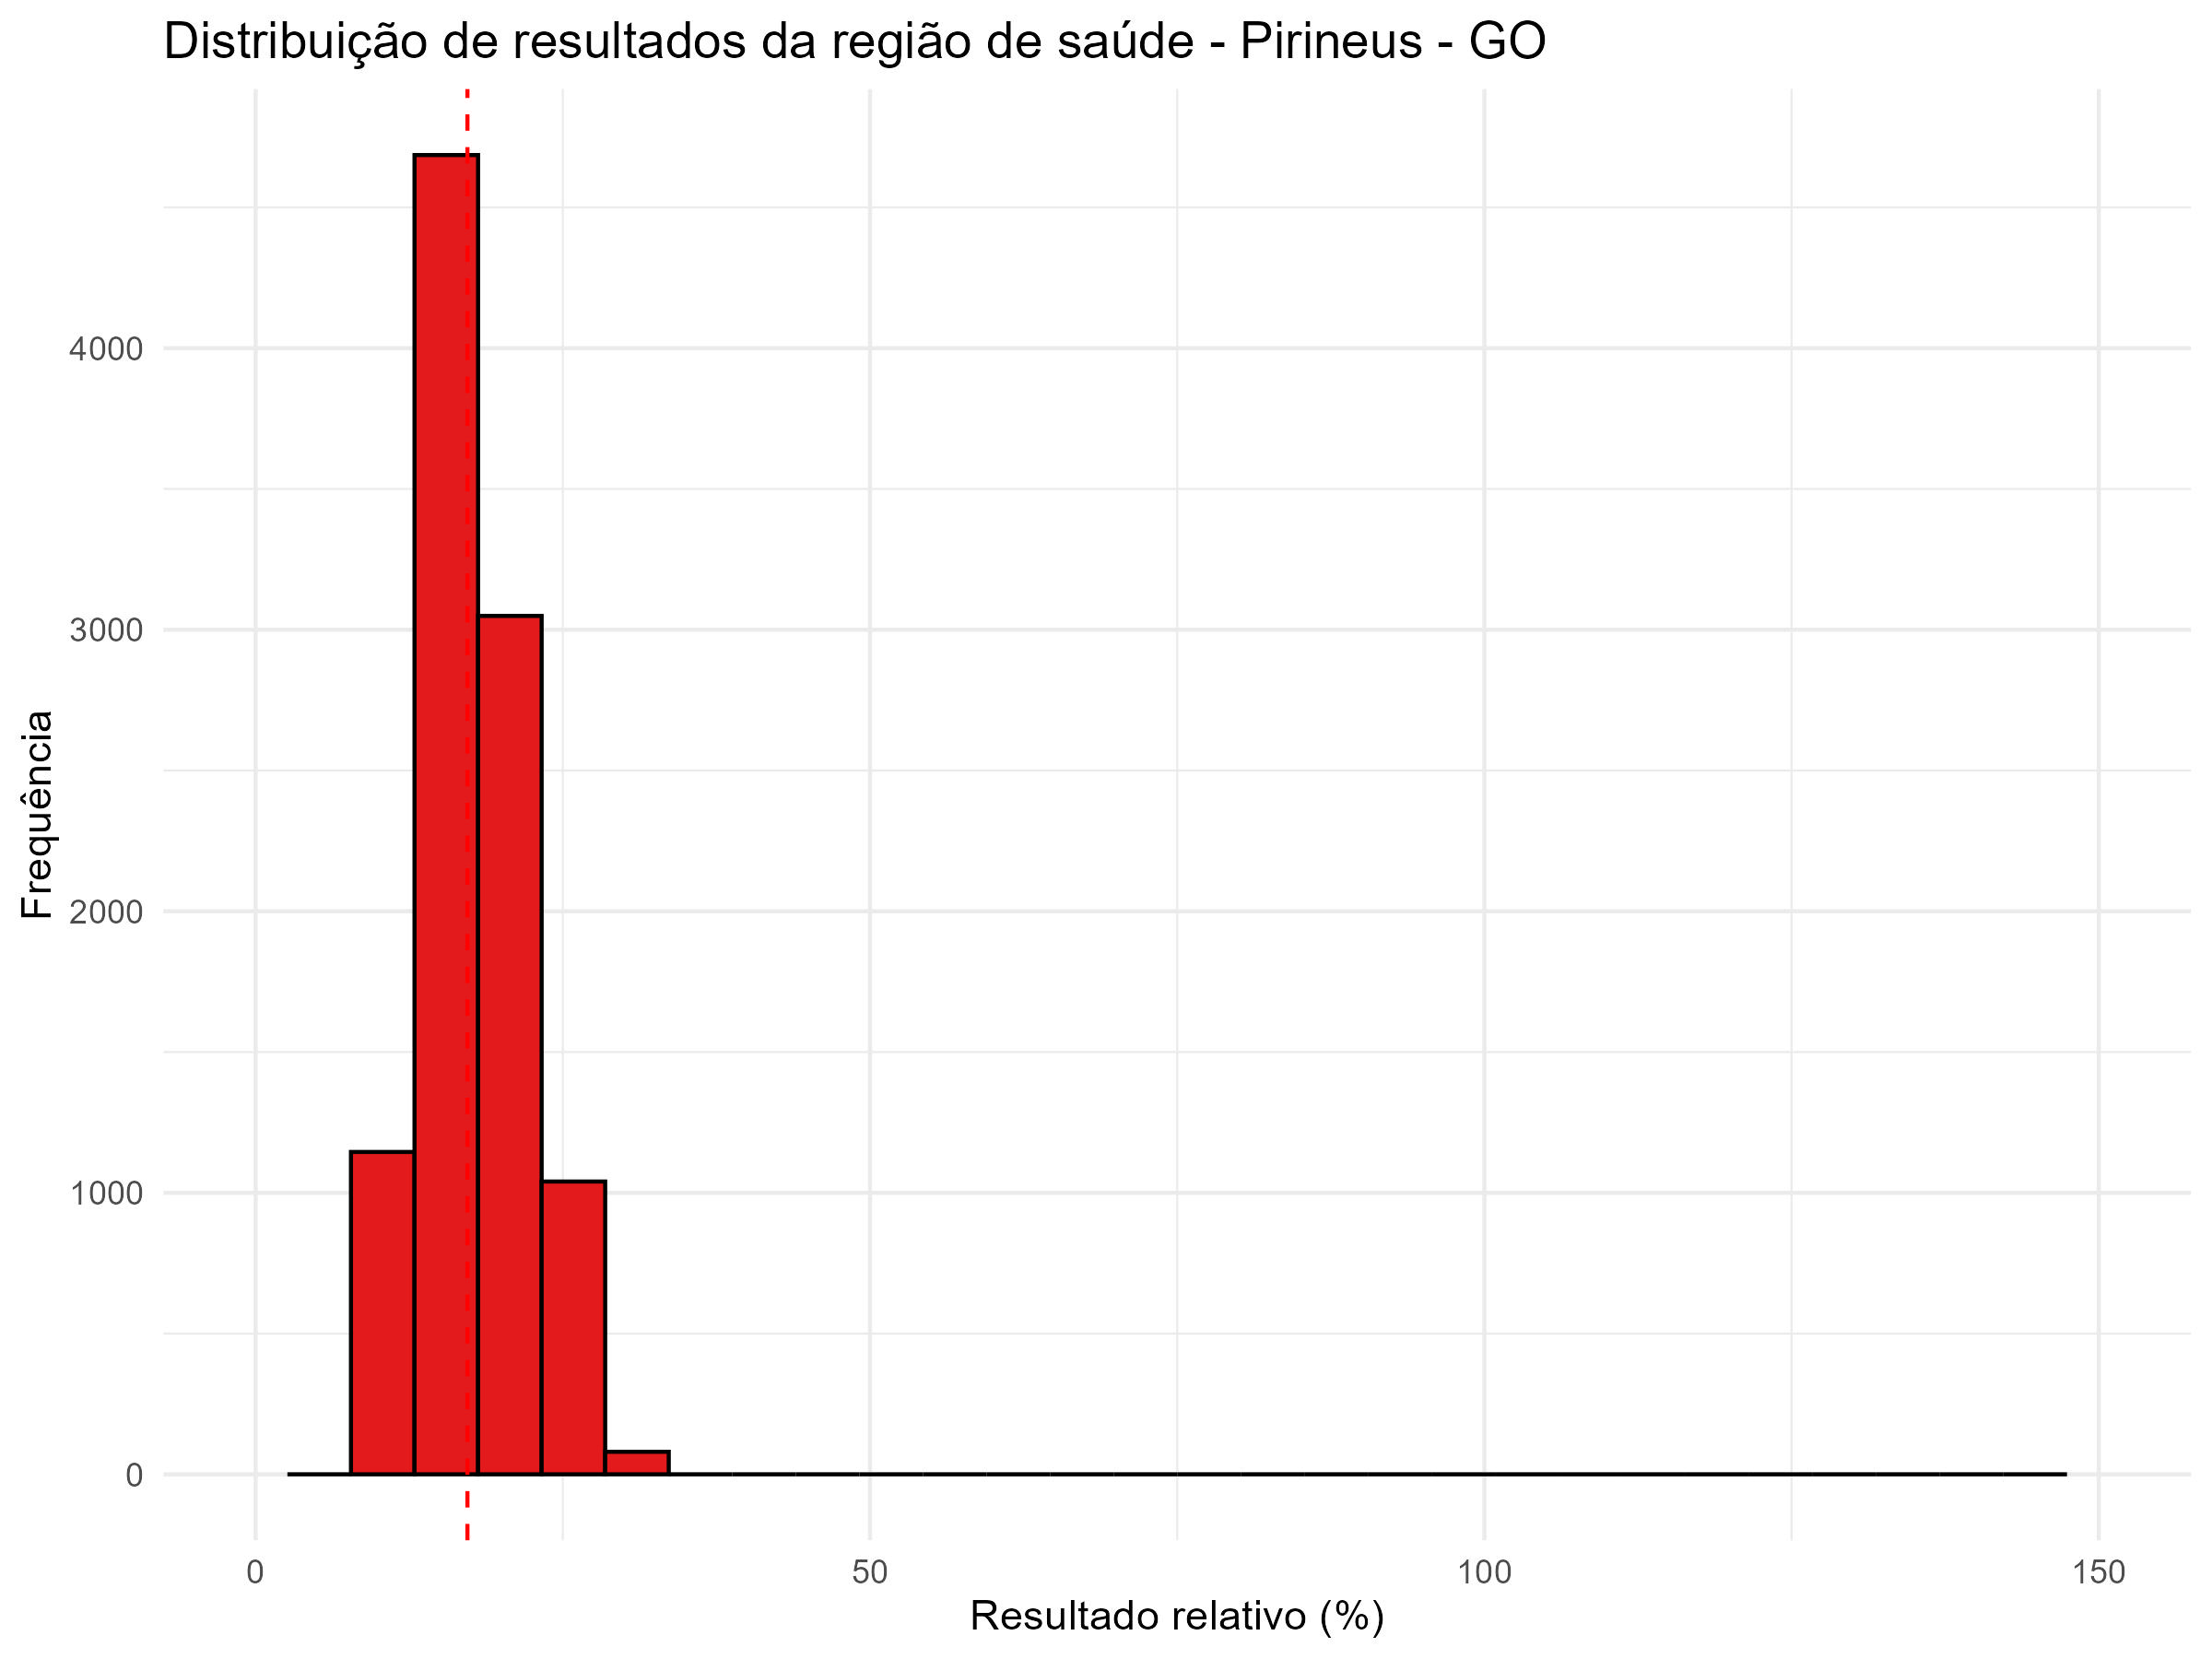 Distribuição de resultados da região de saúde - Pirineus - GO
Frequência
4000
3000
2000
1000
0
0 50 100 150
Resultado relativo (%)